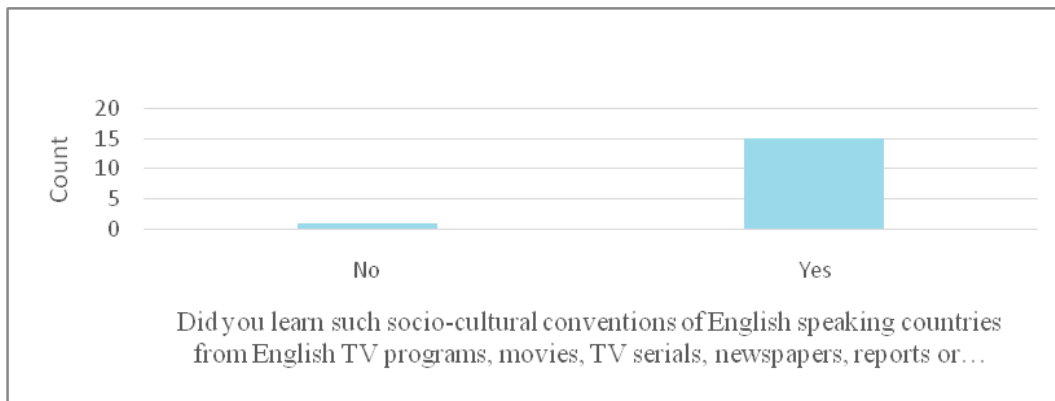 20
15
10
5
0
Count
No
Yes
Did you learn such socio-cultural conventions of English speaking countries
from English TV programs, movies, TV serials, newspapers, reports or…